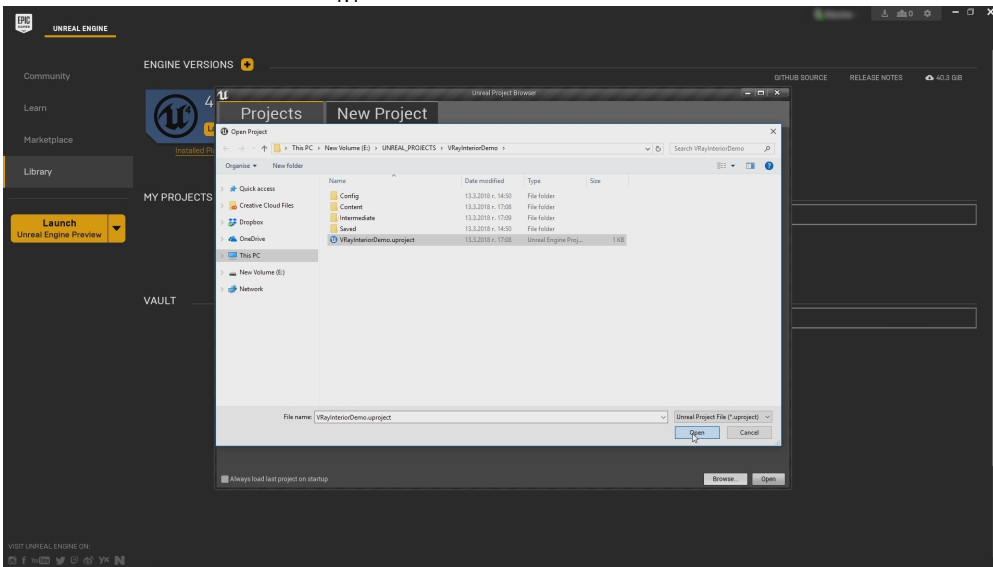 EPIC
GAMES
UNREAL ENGINE
0
Community
Learn
Marketplace
Library
Launch
Unreal Engine Preview
VISIT UNREAL ENGINE ON:
ENGINE VERSIONS
GITHUB SOURCE
RELEASE NOTES
40.3 GIB
4
MY PROJECTS
VAULT
Unreal Project Browser
Projects
New Project
Open Project
This PC > New Volume (E:) > UNREAL_PROJECTS > VRayInteriorDemo >
Search VRayInteriorDemo
Organise
New folder
Quick access
Creative Cloud Files
Dropbox
OneDrive
This PC
New Volume (E:)
Network
Name Date modified Type Size
Config 13.3.2018 г. 14:50 File folder
Content 13.3.2018 г. 17:08 File folder
Intermediate 13.3.2018 г. 17:09 File folder
Saved 13.3.2018 г. 14:50 File folder
VRayInteriorDemo.uproject 13.3.2018 г. 17:08 Unreal Engine Proj... 1 KB
File name: VRayInteriorDemo.uproject
Unreal Project File (*.uproject)
Open
Cancel
Always load last project on startup
Browse...
Open